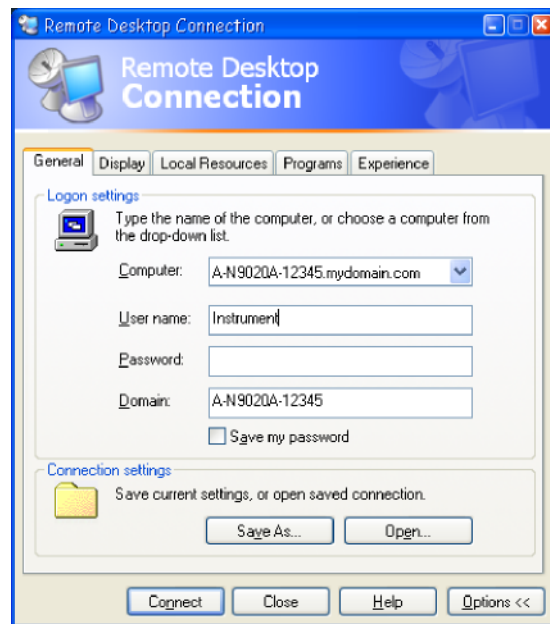 Remote Desktop Connection
Remote Desktop
Connection
General Display Local Resources Programs Experience
Logon settings
Type the name of the computer, or choose a computer from
the drop-down list.
Computer: A-N9020A-12345.mydomain.com
User name: Instrument
Password:
Domain: A-N9020A-12345
Save my password
Connection settings
Save current settings, or open saved connection.
Save As... Open...
Connect Close Help Options <<